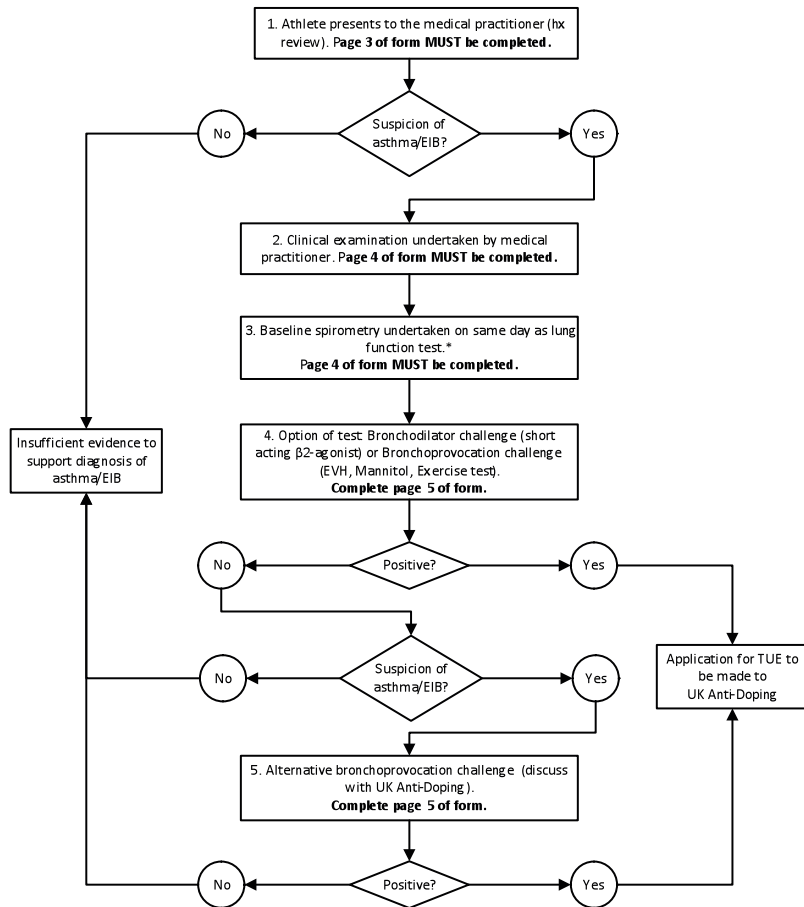 1. Athlete presents to the medical practitioner (hx
review). Page 3 of form MUST be completed.
Suspicion of
asthma/EIB?
No
Yes
2. Clinical examination undertaken by medical
practitioner. Page 4 of form MUST be completed.
3. Baseline spirometry undertaken on same day as lung
function test.*
Page 4 of form MUST be completed.
Insufficient evidence to
support diagnosis of
asthma/EIB
4. Option of test: Bronchodilator challenge (short
acting β2-agonist) or Bronchoprovocation challenge
(EVH, Mannitol, Exercise test).
Complete page 5 of form.
No
Positive?
Yes
No
Suspicion of
asthma/EIB?
Yes
Application for TUE to
be made to
UK Anti-Doping
5. Alternative bronchoprovocation challenge (discuss
with UK Anti-Doping).
Complete page 5 of form.
No
Positive?
Yes